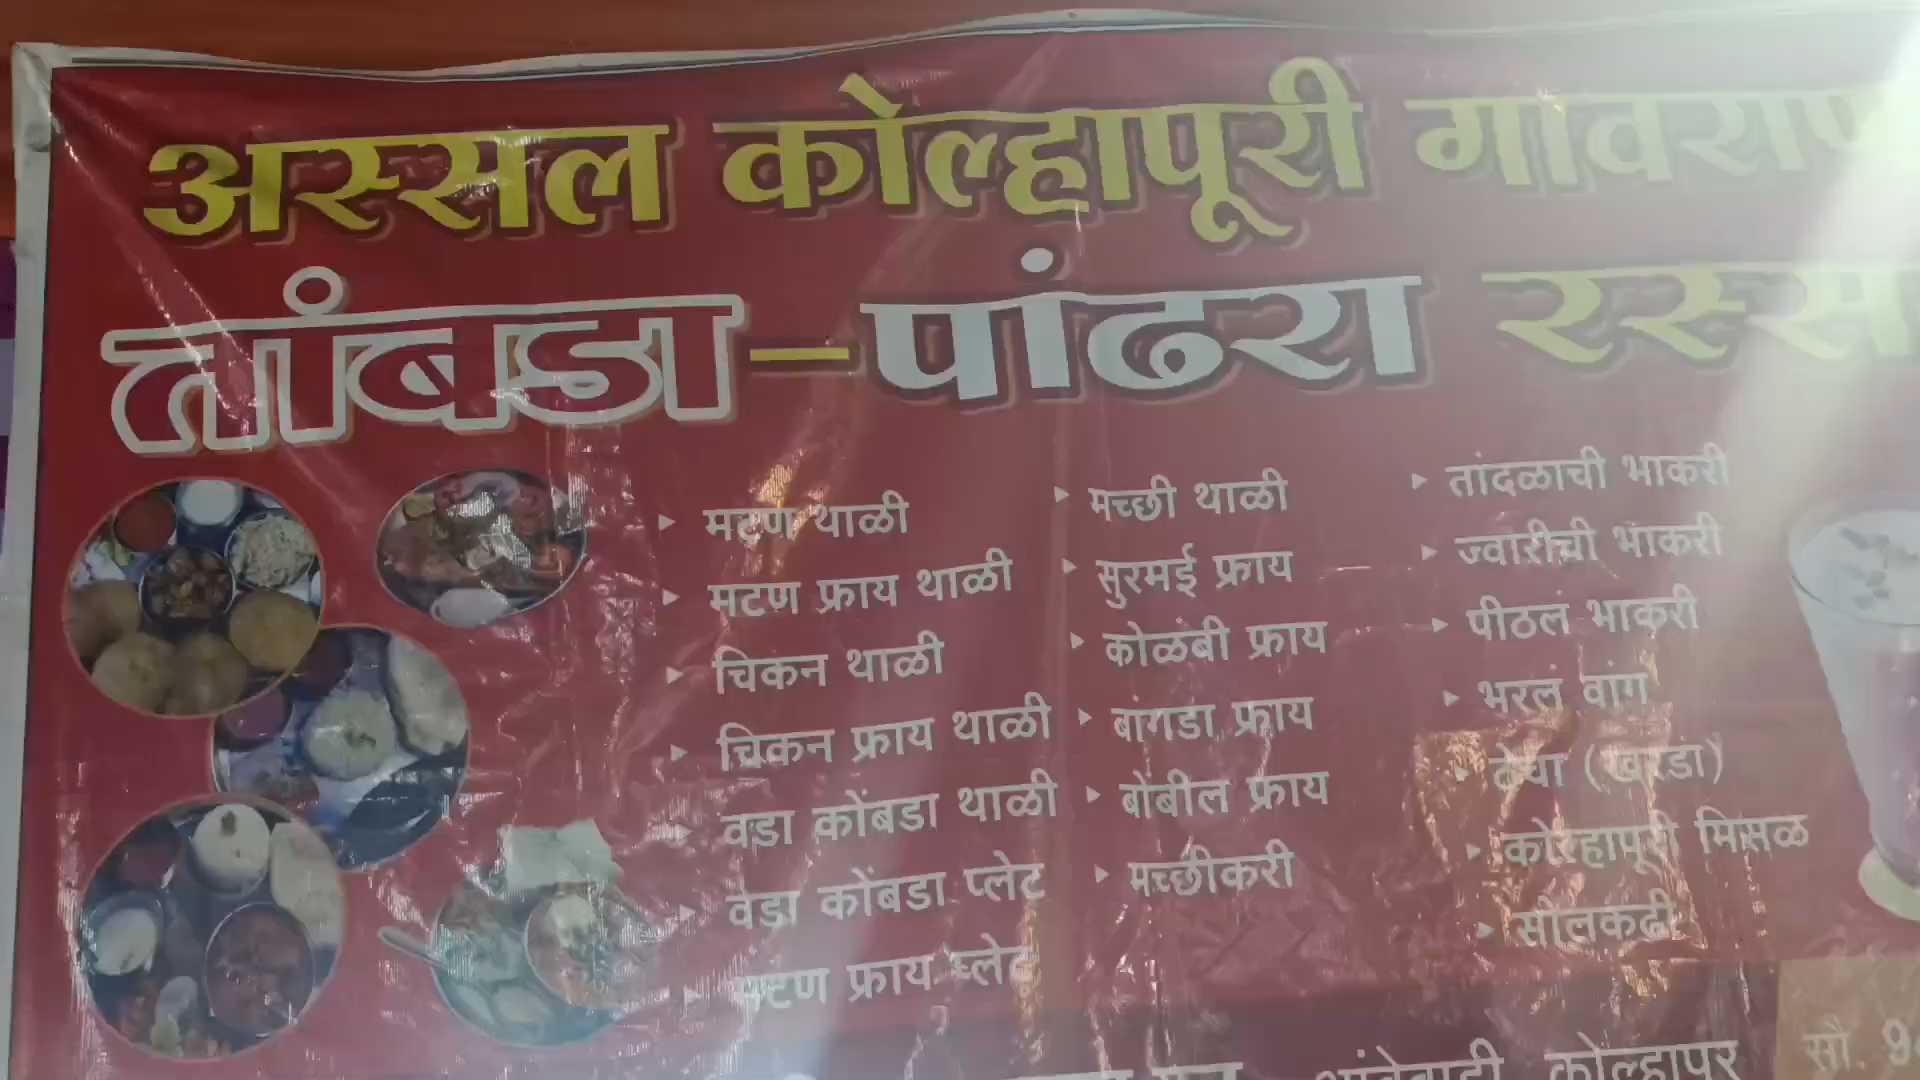 अस्सल कोल्हापूरी
तांबडा-पांढरा
मटण थाळी
मटण फ्राय थाळी
चिकन थाळी
चिकन फ्राय थाळी
वडा कोंबडा थाळी
वडा कोंबडा प्लेट
मटण फ्राय प्लेट
मच्छी थाळी
सुरमई फ्राय
कोळंबी फ्राय
बांगडा फ्राय
बोंबील फ्राय
मच्छीकरी
तांदळाची भाकरी
ज्वारीची भाकरी
पीठलं भाकरी
भरलं वांग
ठेचा (खरडा)
कोल्हापूरी मिसळ
सोलकढी
कोल्हापूर
सौ.